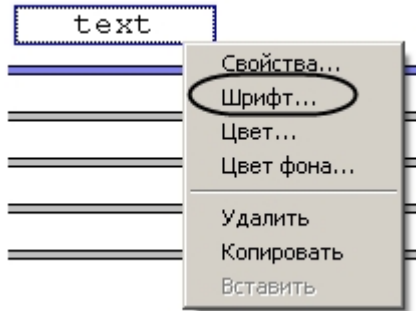 text
Свойства...
Шрифт...
Цвет...
Цвет фона...
Удалить
Копировать
Вставить